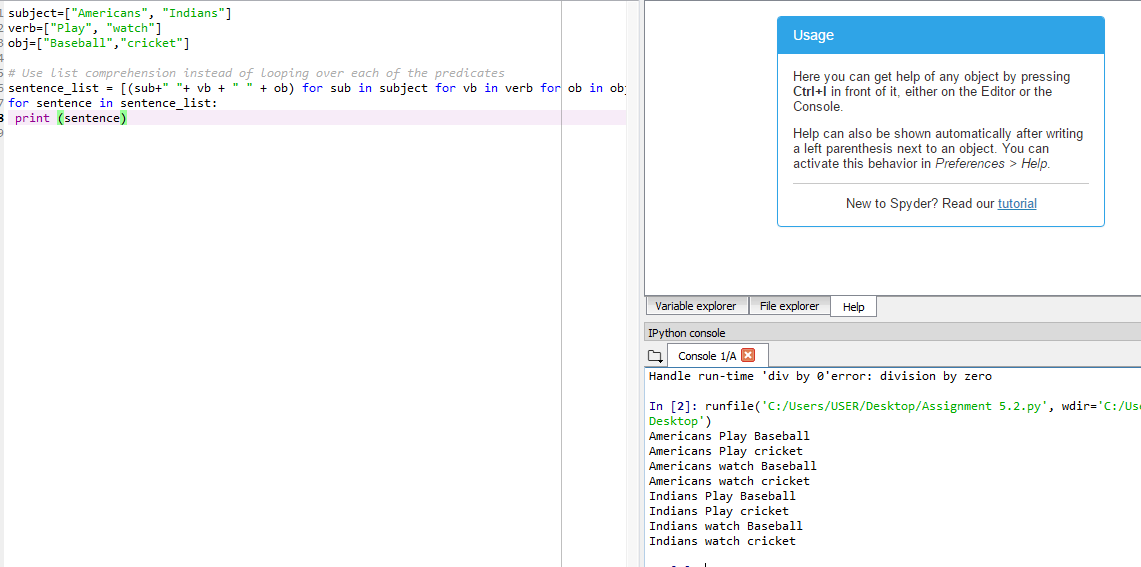 1 subject=["Americans", "Indians"]
2 verb=["Play", "watch"]
3 obj=["Baseball","cricket"]
4
5 # Use list comprehension instead of looping over each of the predicates
6 sentence_list = [(sub+" "+ vb + " " + ob) for sub in subject for vb in verb for ob in obj
7 for sentence in sentence_list:
8 print (sentence)
9
Usage
Here you can get help of any object by pressing
Ctrl+I in front of it, either on the Editor or the
Console.
Help can also be shown automatically after writing
a left parenthesis next to an object. You can
activate this behavior in Preferences > Help.
New to Spyder? Read our tutorial
Variable explorer File explorer Help
IPython console
Console 1/A
Handle run-time 'div by 0'error: division by zero
In [2]: runfile('C:/Users/USER/Desktop/Assignment 5.2.py', wdir='C:/Use
Desktop')
Americans Play Baseball
Americans Play cricket
Americans watch Baseball
Americans watch cricket
Indians Play Baseball
Indians Play cricket
Indians watch Baseball
Indians watch cricket